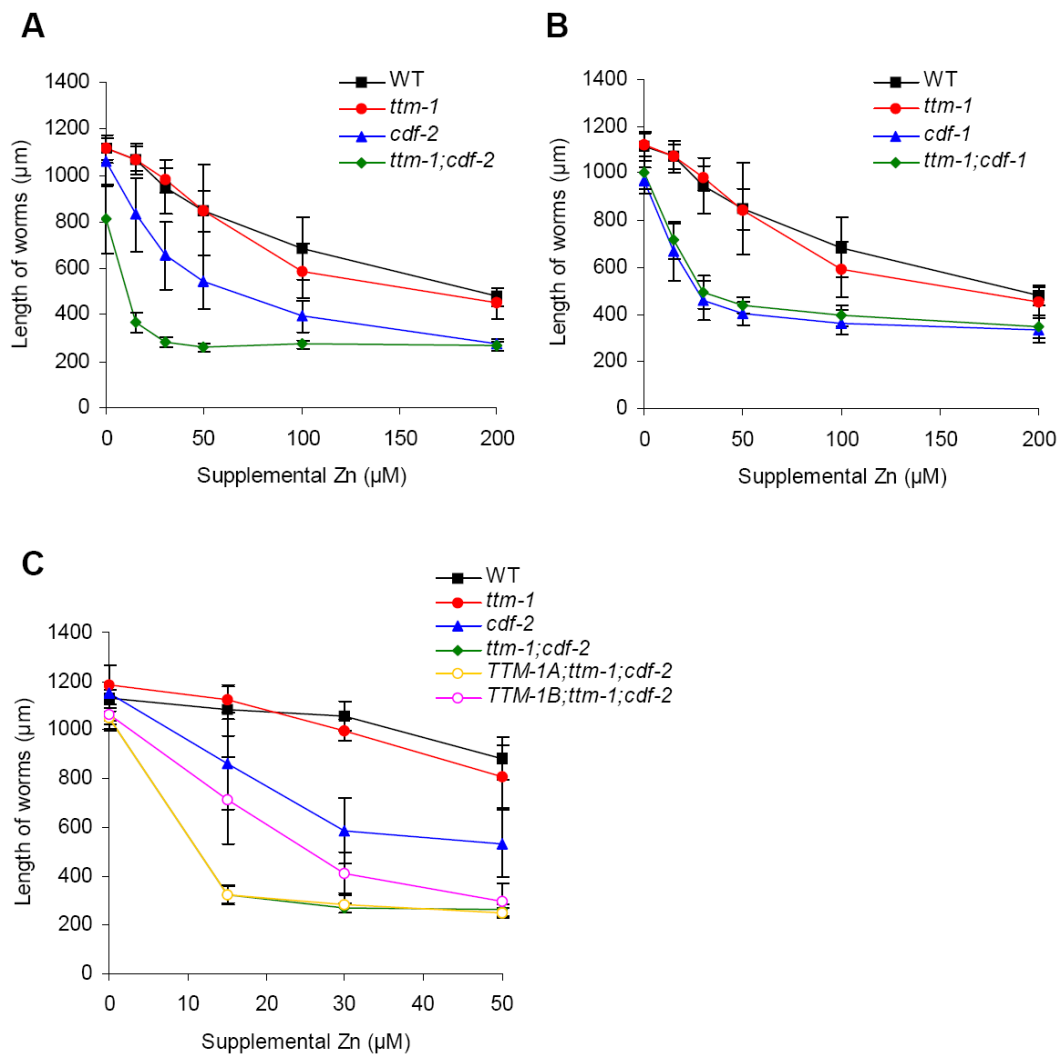 A
WT
ttm-1
cdf-2
ttm-1;cdf-2
1400
1200
1000
800
600
400
200
0
Length of worms (µm)
0
50
100
150
200
Supplemental Zn (µM)
B
WT
ttm-1
cdf-1
ttm-1;cdf-1
1400
1200
1000
800
600
400
200
0
Length of worms (µm)
0
50
100
150
200
Supplemental Zn (µM)
C
WT
ttm-1
cdf-2
ttm-1;cdf-2
TTM-1A;ttm-1;cdf-2
TTM-1B;ttm-1;cdf-2
1400
1200
1000
800
600
400
200
0
Length of worms (µm)
0
10
20
30
40
50
Supplemental Zn (µM)